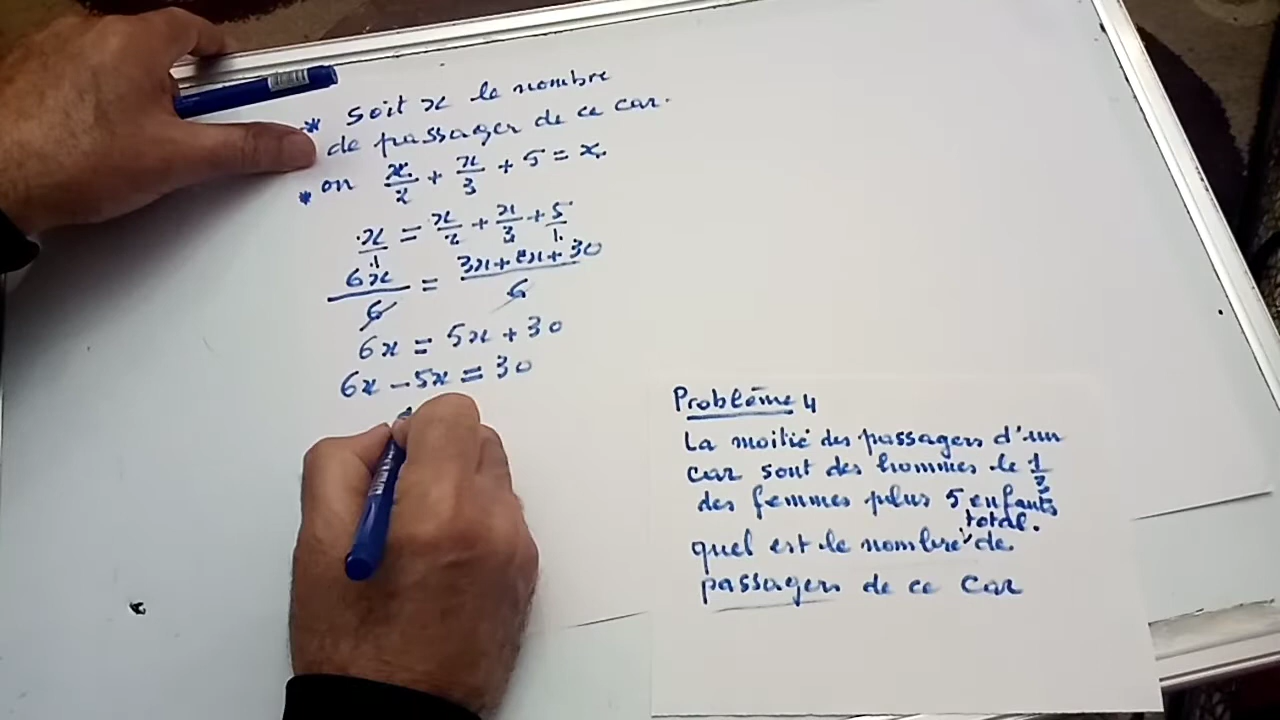 * Soit x le nombre
de passager de ce car.
* on x/2 + x/3 + 5 = x
x/1 = x/2 + x/3 + 5/1
6x/6 = 3x+2x+30/6
6x = 5x + 30
6x - 5x = 30
Problème 4
La moitié des passagers d'un
car sont des hommes le 1/3
des femmes plus 5 enfants
total.
quel est le nombre de
passagers de ce car